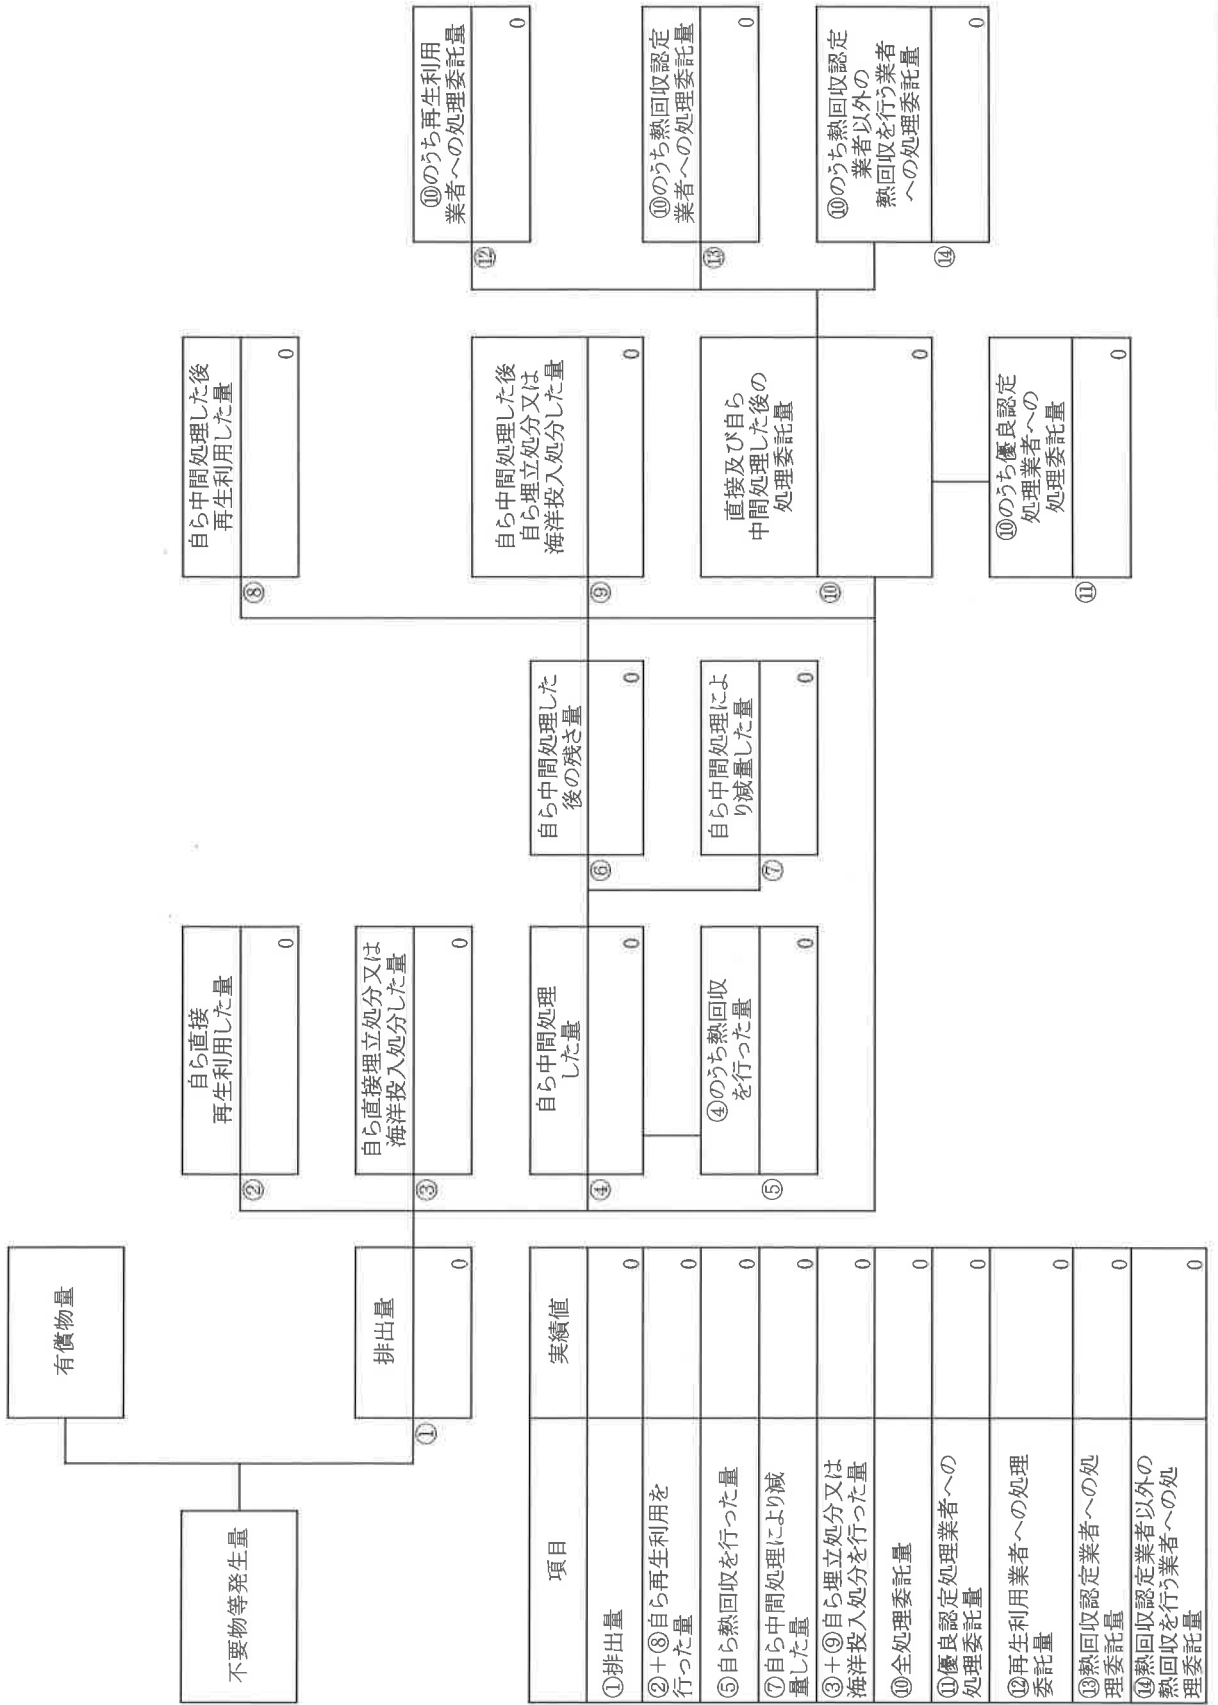 不要物等発生量
有償物量
排出量
①
0
自ら直接
再生利用した量
②
0
自ら直接埋立処分又は
海洋投入処分した量
③
0
自ら中間処理
した量
④
0
④のうち熱回収
を行った量
⑤
0
自ら中間処理した
後の残さ量
⑥
0
自ら中間処理によ
り減量した量
⑦
0
自ら中間処理した後
再生利用した量
⑧
0
自ら中間処理した後
自ら埋立処分又は
海洋投入処分した量
⑨
0
直接及び自ら
中間処理した後の
処理委託量
⑩
0
⑩のうち優良認定
処理業者への
処理委託量
⑪
0
⑩のうち再生利用
業者への処理委託量
⑫
0
⑩のうち熱回収認定
業者への処理委託量
⑬
0
⑩のうち熱回収認定
業者以外の
熱回収を行う業者
への処理委託量
⑭
0
項目 実績値
①排出量 0
②+⑧自ら再生利用を
行った量 0
⑤自ら熱回収を行った量 0
⑦自ら中間処理により減
量した量 0
③+⑨自ら埋立処分又は
海洋投入処分を行った量 0
⑩全処理委託量 0
⑪優良認定処理業者への
処理委託量 0
⑫再生利用業者への処理
委託量 0
⑬熱回収認定業者への処
理委託量 0
⑭熱回収認定業者以外の
熱回収を行う業者への処
理委託量 0